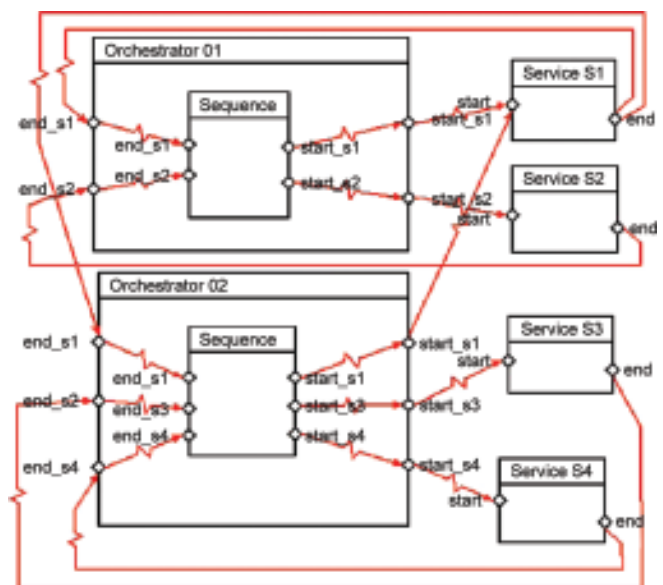 Orchestrator 01
Service S1
Sequence
start
end_s1
end_s1
start_s1
start_s1
end
end_s2
end_s2
start_s2
Service S2
start_s2
start
end
Orchestrator 02
Service S3
Sequence
end_s1
start_s1
start
end
end_s1
start_s1
end_s2
end_s3
start_s3
start_s3
end_s4
start_s4
end_s4
start_s4
Service S4
start
end